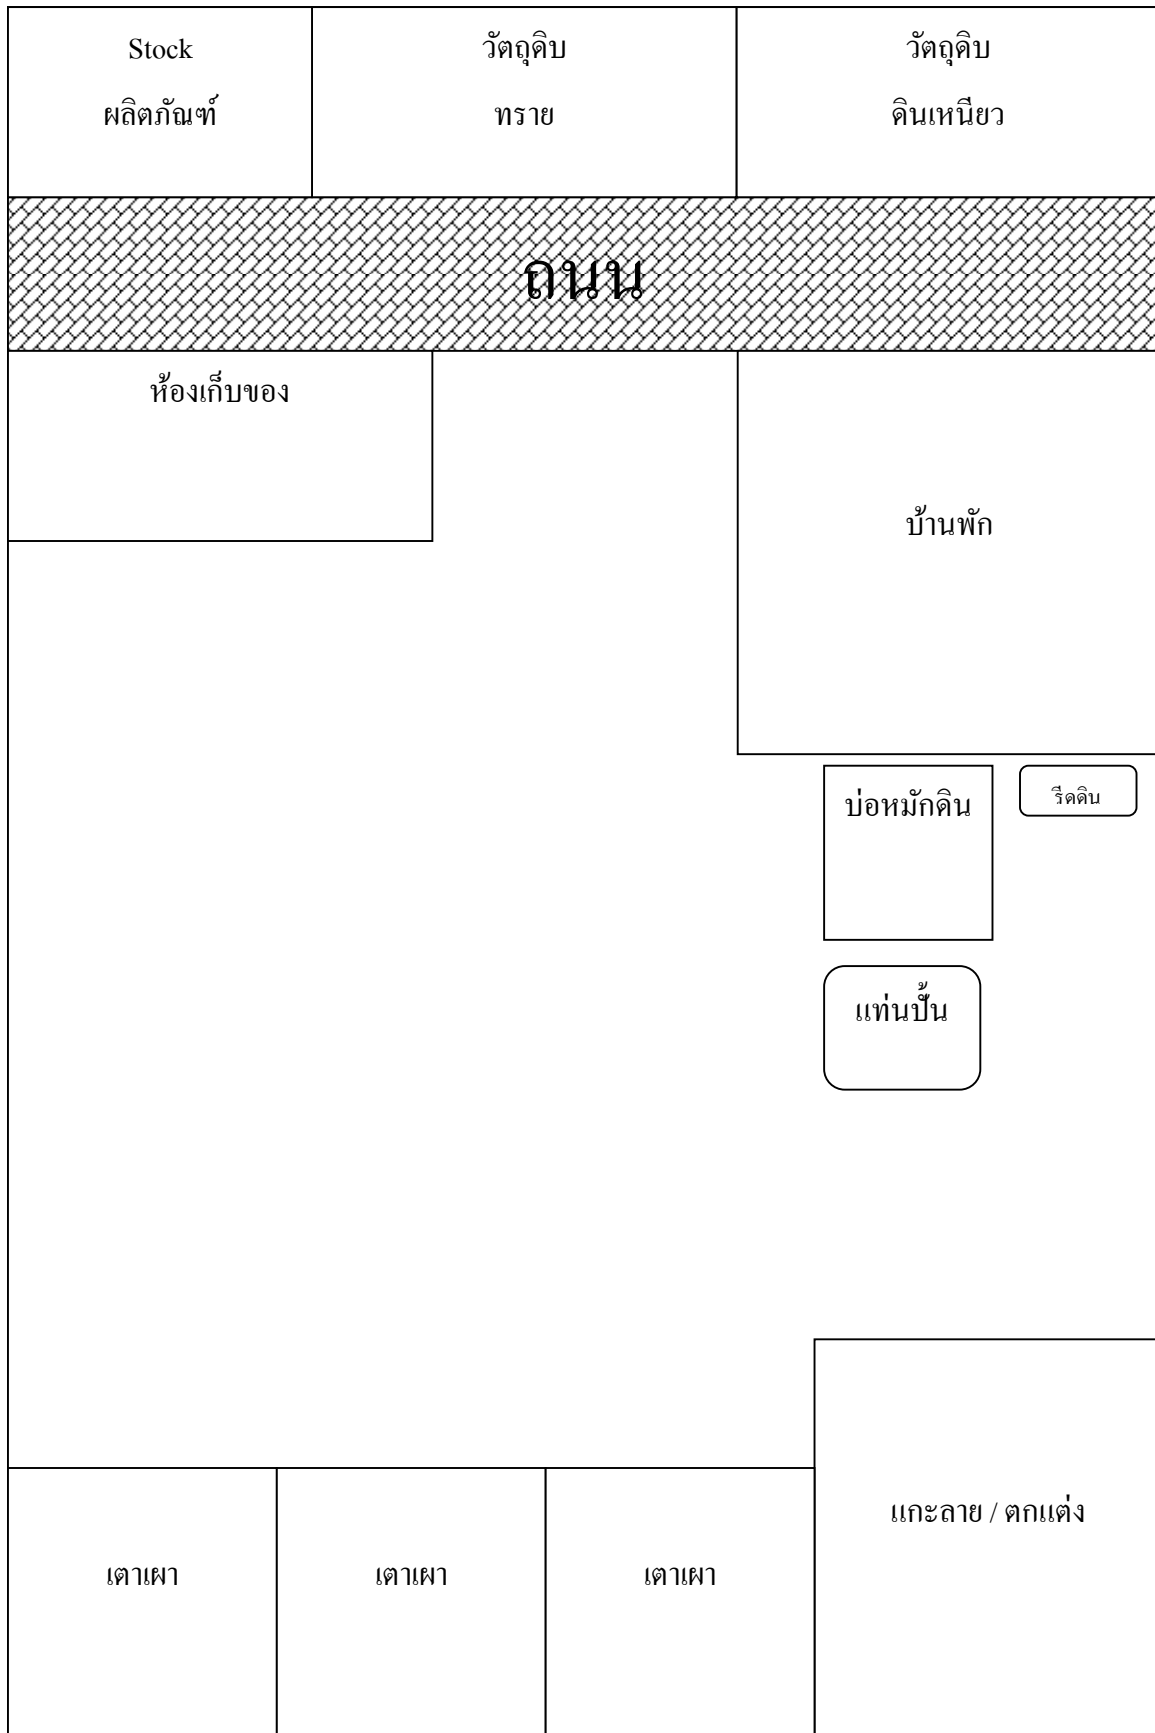 Stock
ผลิตภัณฑ์
วัตถุดิบ
ทราย
วัตถุดิบ
ดินเหนียว
ถนน
ห้องเก็บของ
บ้านพัก
บ่อหมักดิน
รีดดิน
แท่นปั้น
แกะลาย / ตกแต่ง
เตาเผา
เตาเผา
เตาเผา